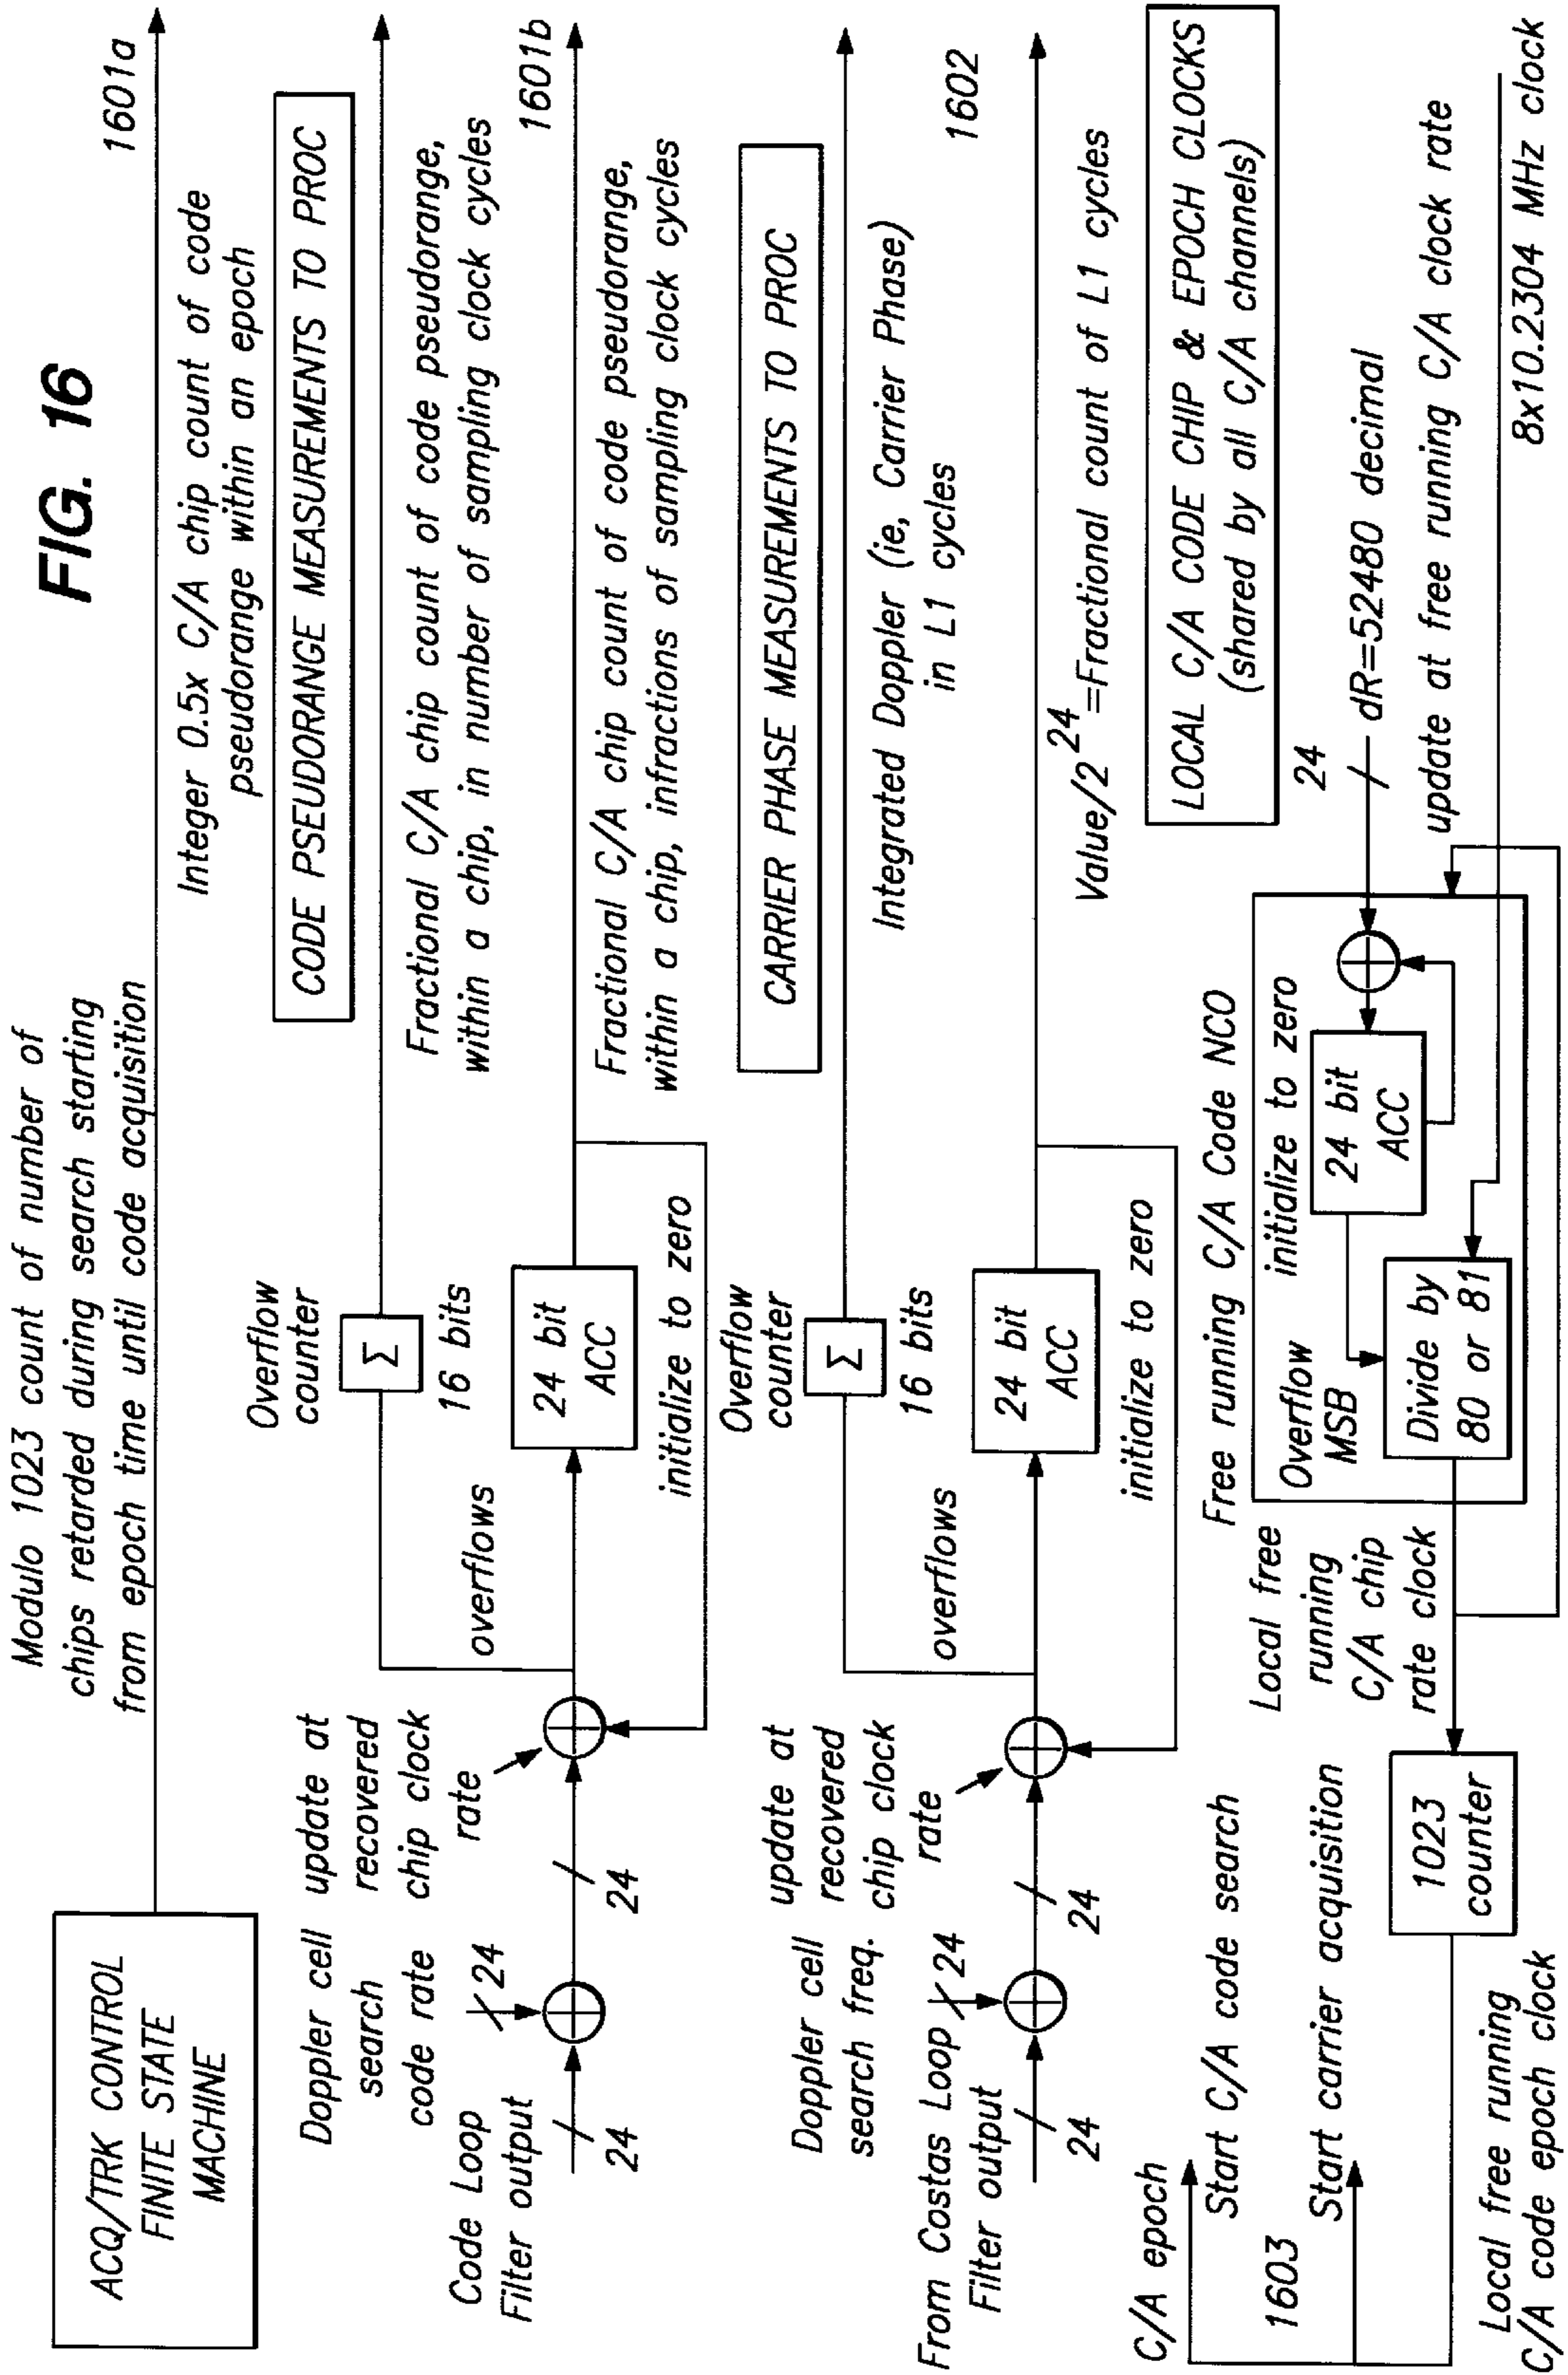 FIG. 16
Modulo 1023 count of number of
chips retarded during search starting
from epoch time until code acquisition
1601a
ACQ/TRK CONTROL
FINITE STATE
MACHINE
Integer 0.5x C/A chip count of code
pseudorange within an epoch
CODE PSEUDORANGE MEASUREMENTS TO PROC
Doppler cell
search
code rate
24
Code Loop
Filter output
24
24
update at
recovered
chip clock
rate
overflows
Overflow
counter
Σ
16 bits
24 bit
ACC
initialize to zero
Fractional C/A chip count of code pseudorange,
within a chip, in number of sampling clock cycles
1601b
Fractional C/A chip count of code pseudorange,
within a chip, infractions of sampling clock cycles
CARRIER PHASE MEASUREMENTS TO PROC
Doppler cell
search freq.
24
From Costas Loop
Filter output
24
24
update at
recovered
chip clock
rate
overflows
Overflow
counter
Σ
16 bits
24 bit
ACC
initialize to zero
Integrated Doppler (ie, Carrier Phase)
in L1 cycles
1602
Value/2^24=Fractional count of L1 cycles
LOCAL C/A CODE CHIP & EPOCH CLOCKS
(shared by all C/A channels)
C/A epoch
Start C/A code search
1603
Start carrier acquisition
Local free running
C/A code epoch clock
1023
counter
Local free
running
C/A chip
rate clock
Free running C/A Code NCO
Overflow
MSB
initialize to zero
24 bit
ACC
Divide by
80 or 81
24
dR=52480 decimal
update at free running C/A clock rate
8x10.2304 MHz clock